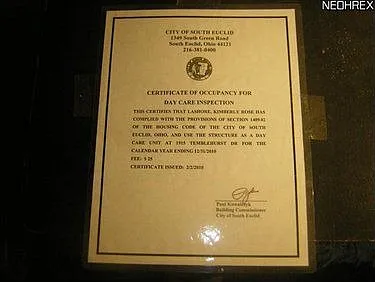 NEOHREX
CITY OF SOUTH EUCLID
1349 South Green Road
South Euclid, Ohio 44121
216-381-0400
CERTIFICATE OF OCCUPANCY FOR
DAY CARE INSPECTION
THIS CERTIFIES THAT LASHORE, KIMBERLY ROSE HAS
COMPLIED WITH THE PROVISIONS OF SECTION 1409.02
OF THE HOUSING CODE OF THE CITY OF SOUTH
EUCLID, OHIO, AND USE THE STRUCTURE AS A DAY
CARE UNIT AT 1915 TEMBLEHURST DR FOR THE
CALENDAR YEAR ENDING 12/31/2010
FEE: $ 25
CERTIFICATE ISSUED: 2/2/2010
Paul Kowalczyk
Building Commissioner
City of South Euclid